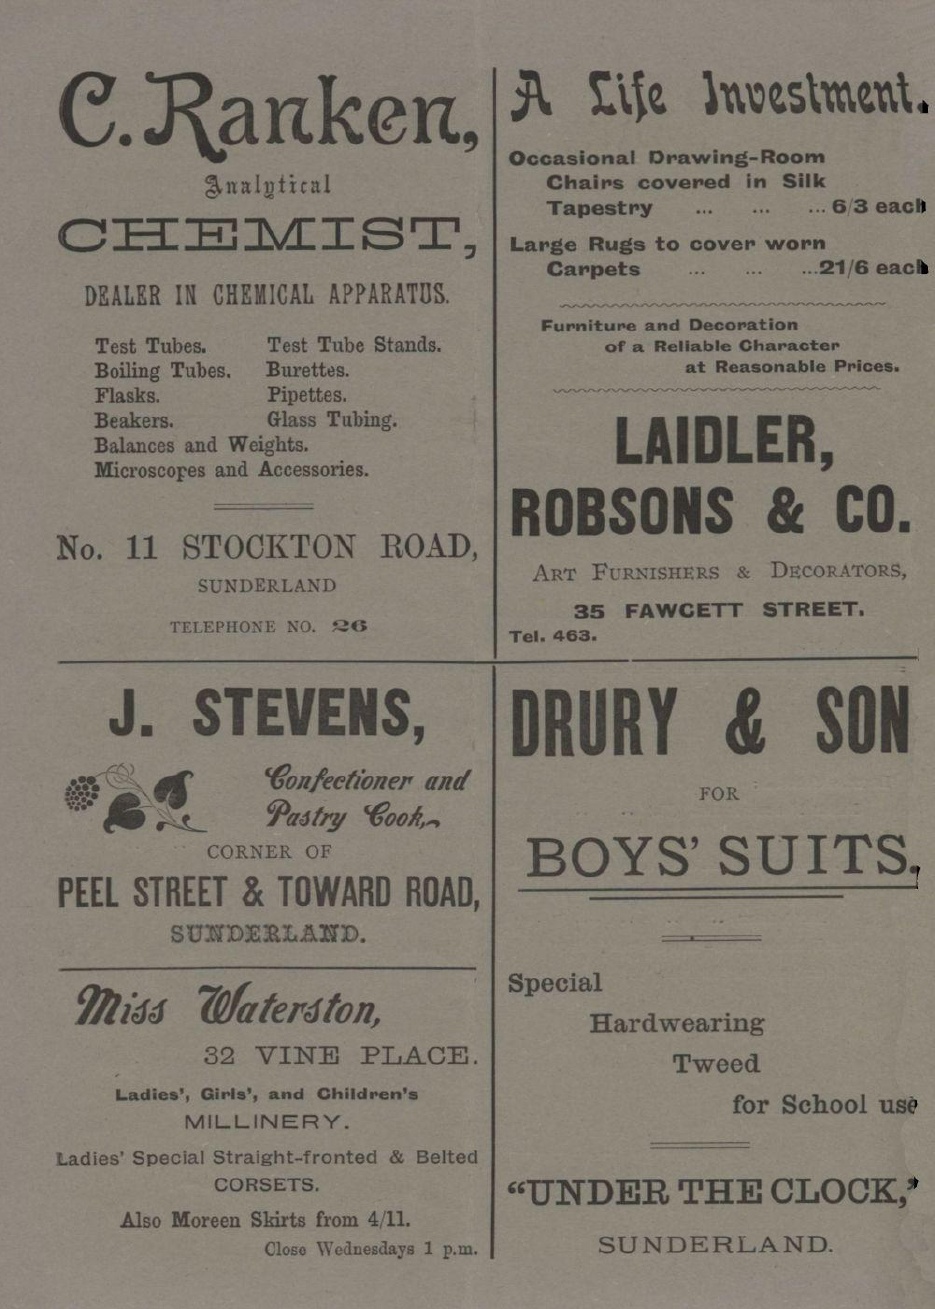 C. Ranken,
Analytical
CHEMIST,
DEALER IN CHEMICAL APPARATUS.
Test Tubes. Test Tube Stands.
Boiling Tubes. Burettes.
Flasks. Pipettes.
Beakers. Glass Tubing.
Balances and Weights.
Microscopes and Accessories.
No. 11 STOCKTON ROAD,
SUNDERLAND
TELEPHONE NO. 26
A Life Investment.
Occasional Drawing-Room
Chairs covered in Silk
Tapestry ... ... ... 6/3 each
Large Rugs to cover worn
Carpets ... ... ...21/6 each
Furniture and Decoration
of a Reliable Character
at Reasonable Prices.
LAIDLER,
ROBSONS & CO.
ART FURNISHERS & DECORATORS,
35 FAWCETT STREET.
Tel. 463.
J. STEVENS,
Confectioner and
Pastry Cook,
CORNER OF
PEEL STREET & TOWARD ROAD,
SUNDERLAND.
Miss Waterston,
32 VINE PLACE.
Ladies', Girls', and Children's
MILLINERY.
Ladies' Special Straight-fronted & Belted
CORSETS.
Also Moreen Skirts from 4/11.
Close Wednesdays 1 p.m.
DRURY & SON
FOR
BOYS' SUITS.
Special
Hardwearing
Tweed
for School use
"UNDER THE CLOCK,"
SUNDERLAND.